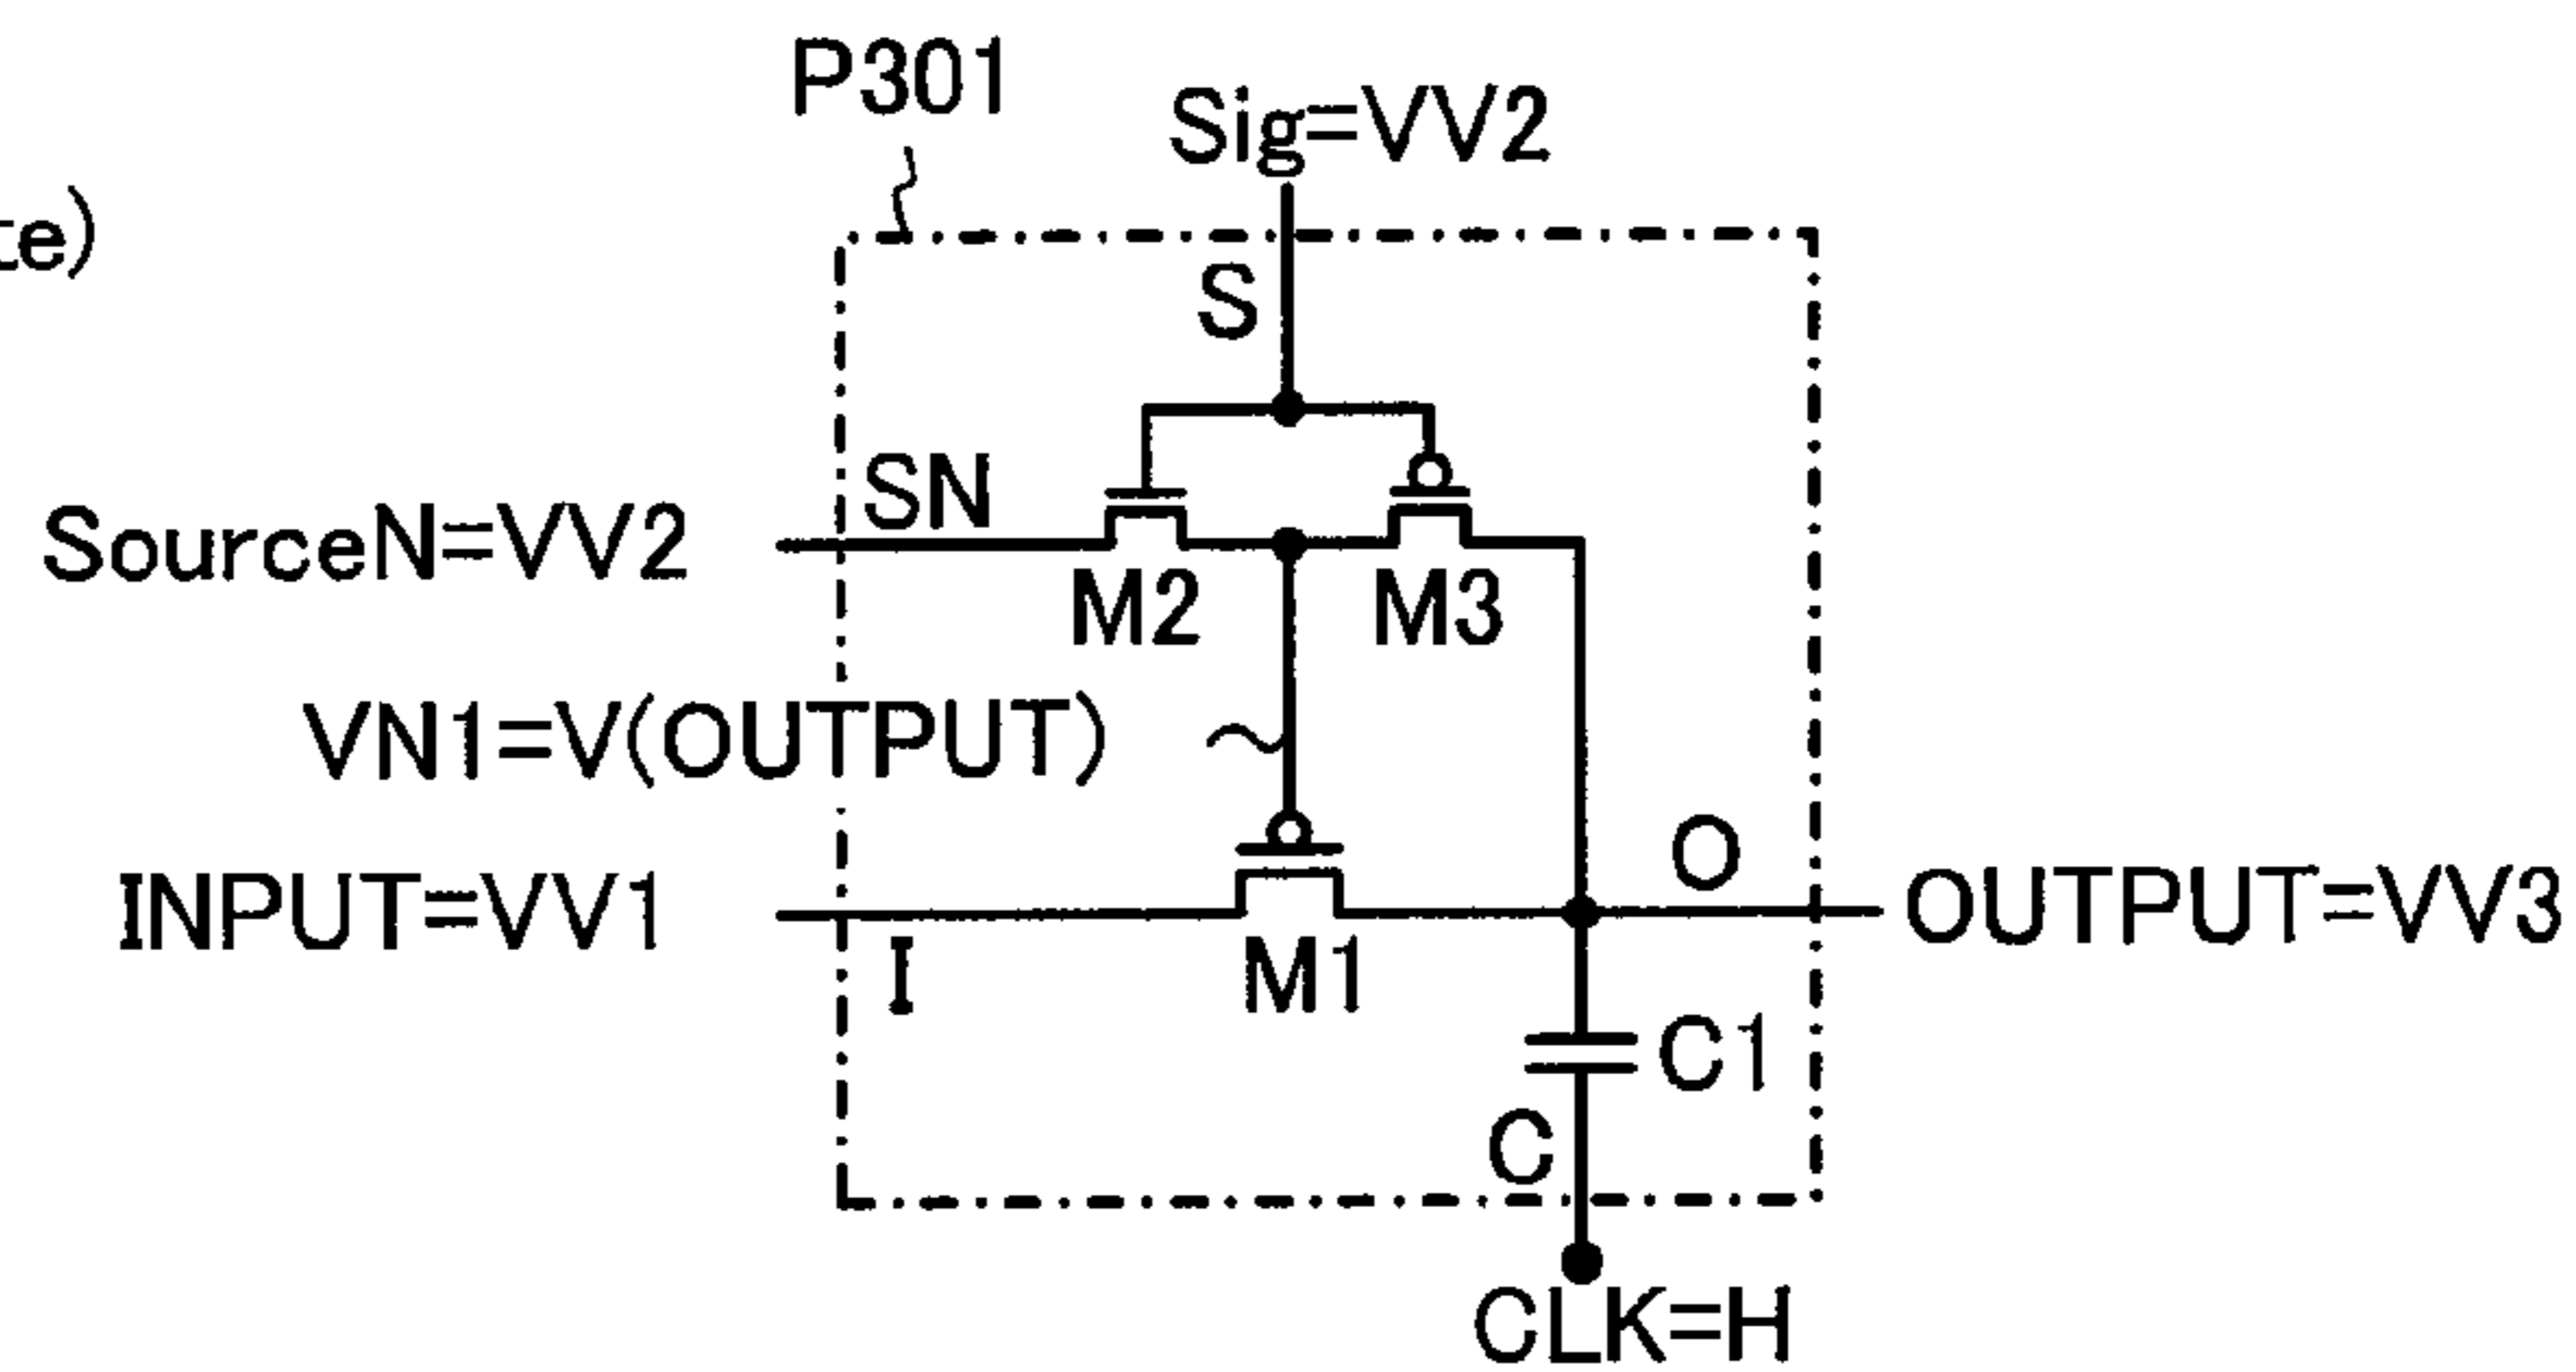 P301
Sig=VV2
te)
S
SN
SourceN=VV2
M2
M3
VN1=V(OUTPUT)
O
INPUT=VV1
OUTPUT=VV3
I
M1
C1
C
CLK=H